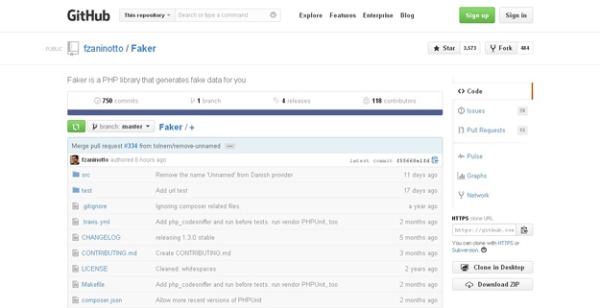 GitHub This repository Search or type a command Explore Features Enterprise Blog Sign up Sign in
PUBLIC fzaninotto / Faker Star 3,573 Fork 484
Faker is a PHP library that generates fake data for you
750 commits 1 branch 4 releases 118 contributors
branch: master Faker / +
Merge pull request #334 from tolnem/remove-unnamed
fzaninotto authored 8 hours ago latest commit
src Remove the name 'Unnamed' from Danish provider 11 days ago
test Add url test 17 days ago
.gitignore Ignoring composer related files. a year ago
.travis.yml Add php_codesniffer and run before tests. run vendor PHPUnit, too 2 months ago
CHANGELOG releasing 1.3.0 stable 5 months ago
CONTRIBUTING.md Create CONTRIBUTING.md 3 months ago
LICENSE Cleaned: whitespaces 2 years ago
Makefile Add php_codesniffer and run before tests. run vendor PHPUnit, too 2 months ago
composer.json Allow more recent versions of PHPUnit 2 months ago
Code
Issues
Pull Requests
Pulse
Graphs
Network
HTTPS clone URL
https://github.com
You can clone with HTTPS or
Subversion.
Clone in Desktop
Download ZIP